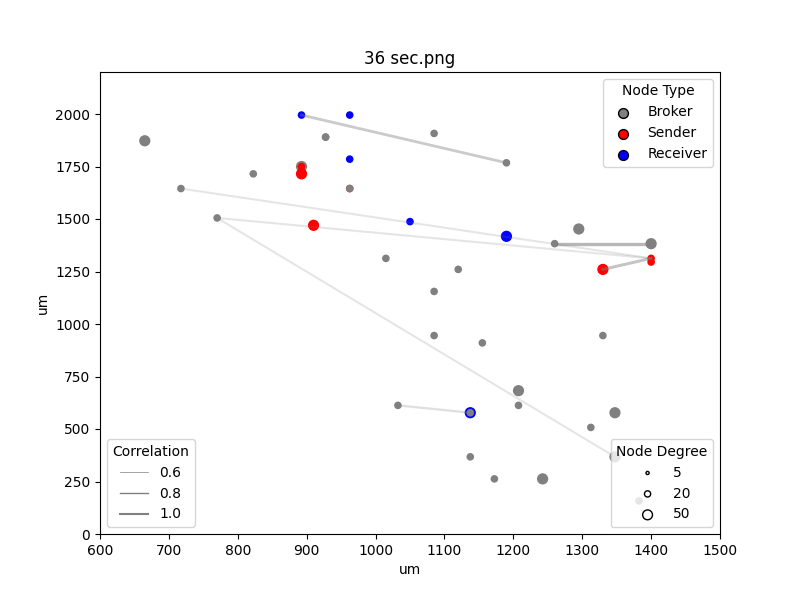 36 sec.png
Node Type
Broker
Sender
Receiver
2000
1750
1500
1250
1000
750
500
250
0
um
Correlation
0.6
0.8
1.0
Node Degree
5
20
50
600 700 800 900 1000 1100 1200 1300 1400 1500
um